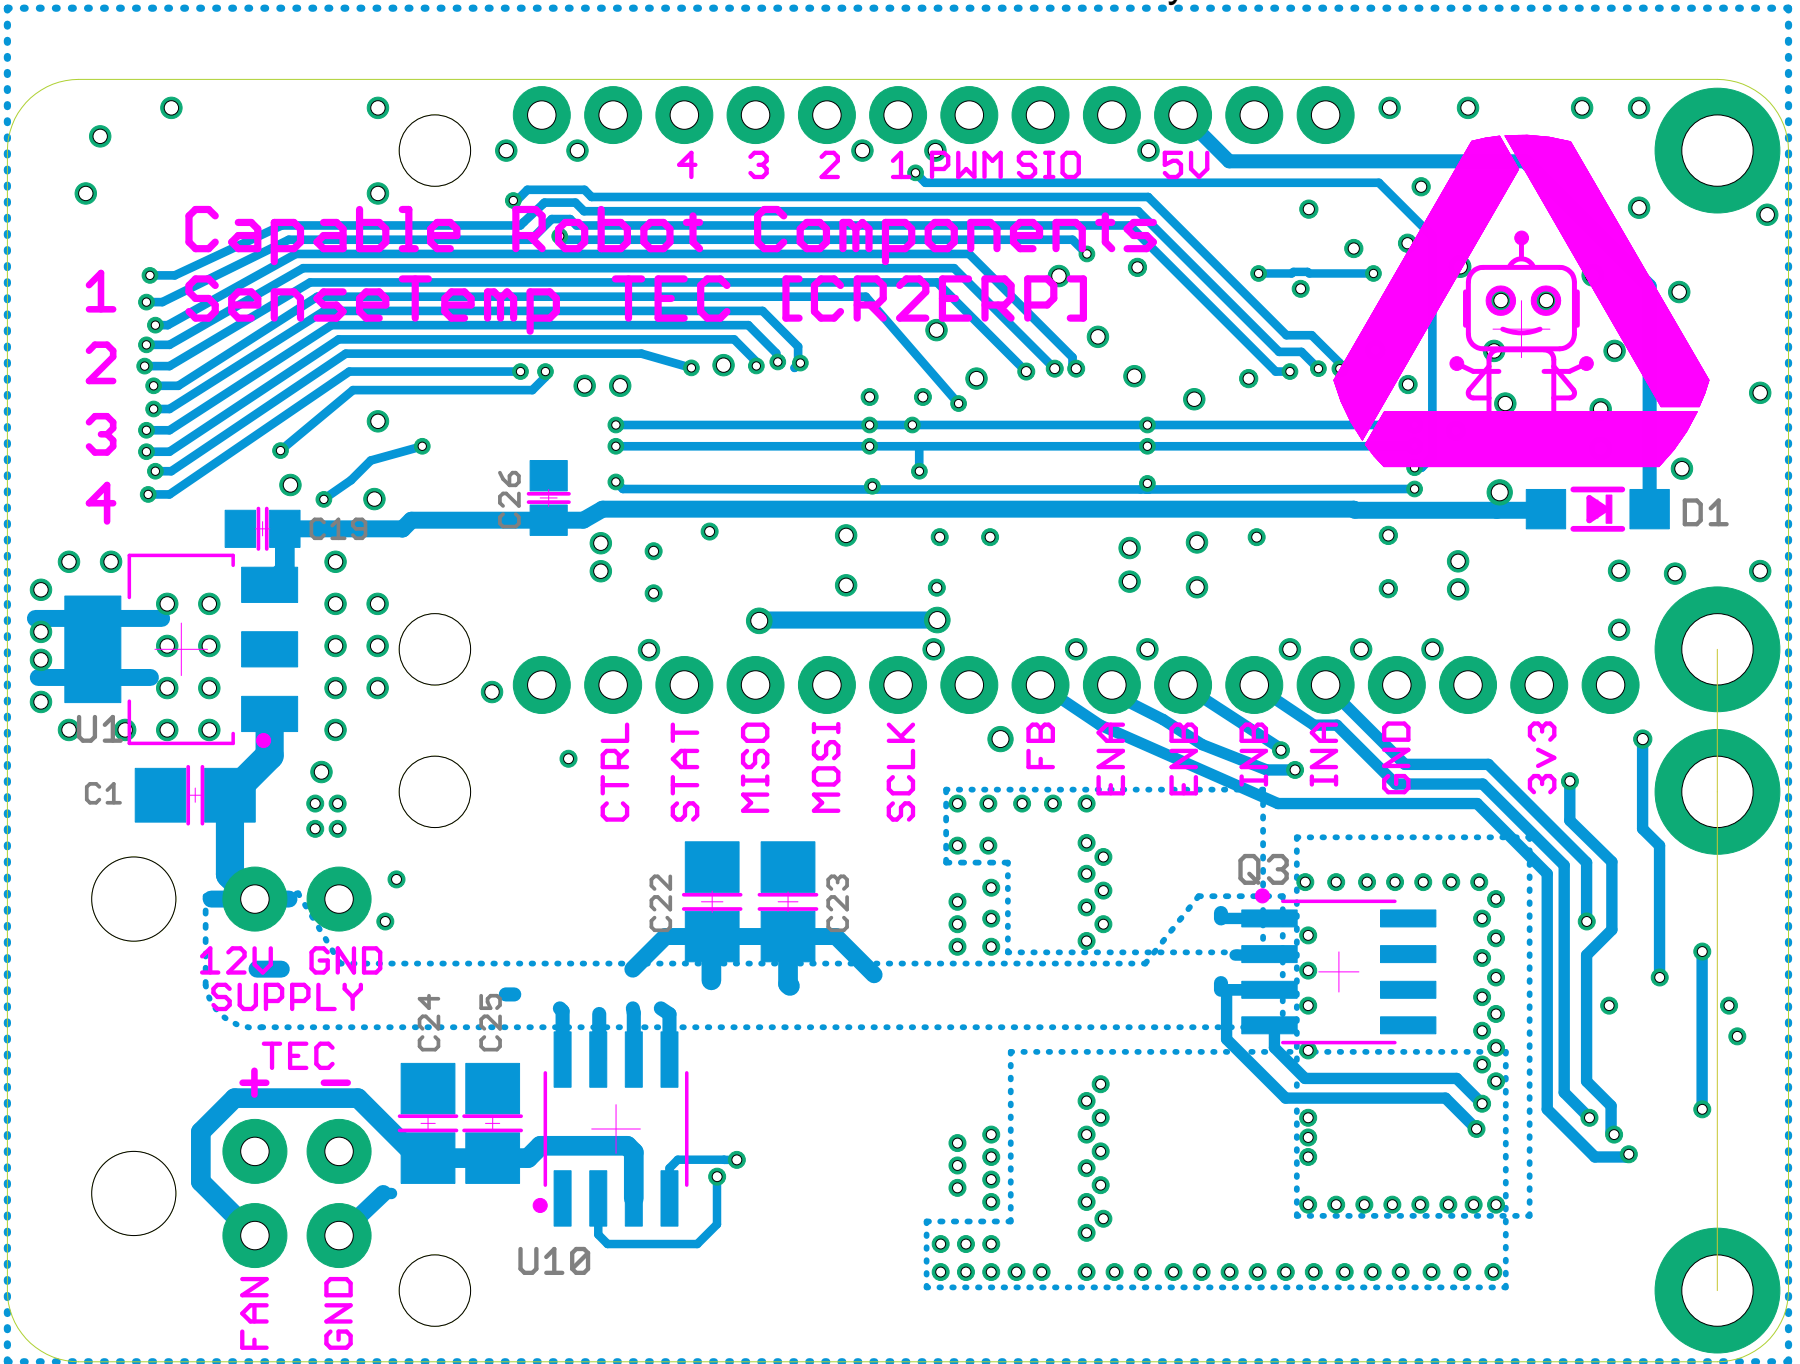 4 3 2 1 PWM SIO 5V
Capable Robot Components
SenseTemp TEC [CR2ERP]
1
2
3
4
C26
C19
D1
U1
C1
CTRL
STAT
MISO
MOSI
SCLK
FB
ENA
ENB
INB
INA
GND
3v3
Q3
C22
C23
12V GND
SUPPLY
C24
C25
TEC
+ -
U10
FAN
GND